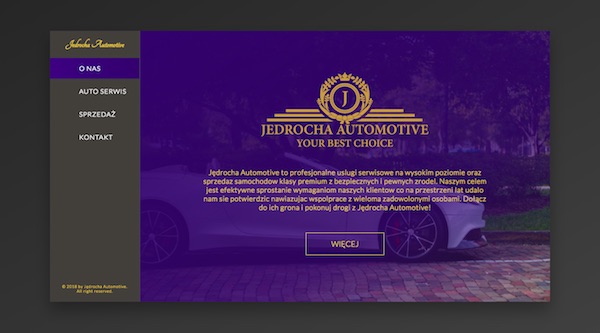 Jedrocha Automotive
O NAS
AUTO SERWIS
SPRZEDAŻ
KONTAKT
© 2018 by Jędrocha Automotive.
All right reserved.
J
JEDROCHA AUTOMOTIVE
YOUR BEST CHOICE
Jędrocha Automotive to profesjonalne uslugi serwisowe na wysokim poziomie oraz
sprzedaz samochodow klasy premium z bezpiecznych i pewnych zrodel. Naszym celem
jest efektywne sprostanie wymaganiom naszych klientow co na przestrzeni lat udalo
nam sie potwierdzic nawiazujac wspolprace z wieloma zadowolonymi osobami. Dołącz
do ich grona i pokonuj drogi z Jędrocha Automotive!
WIĘCEJ